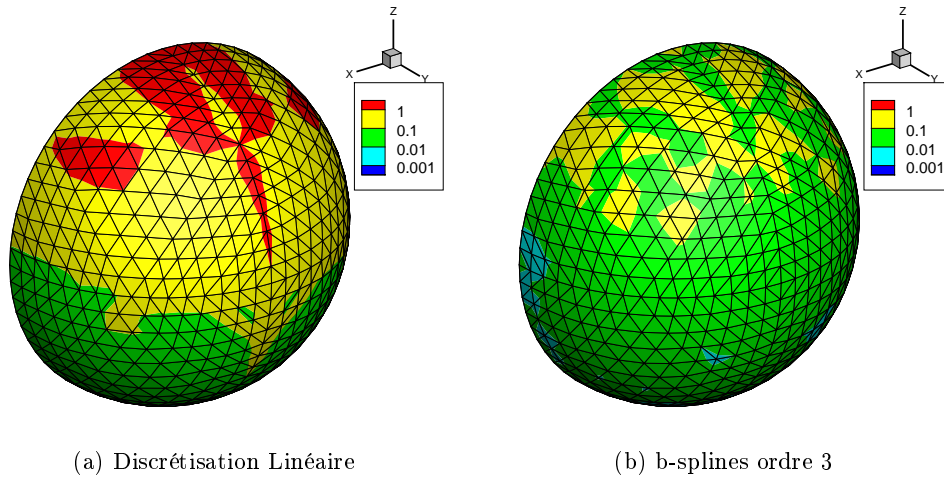 Z
X
Y
1
0.1
0.01
0.001
Z
X
Y
1
0.1
0.01
0.001
(a) Discrétisation Linéaire
(b) b-splines ordre 3